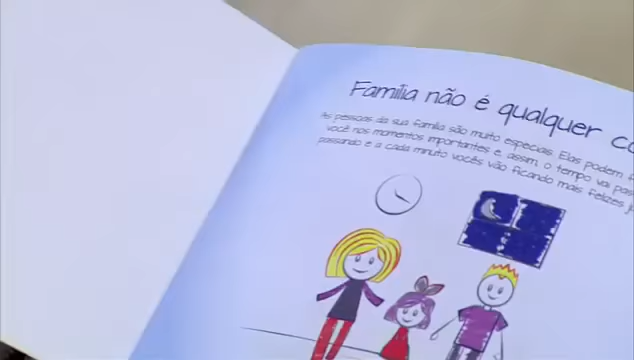 Família não é qualquer
As pessoas da sua família são muito especiais. Elas podem
você nos momentos importantes e, assim, o tempo vai
passando e a cada minuto vocês vão ficando mais felizes